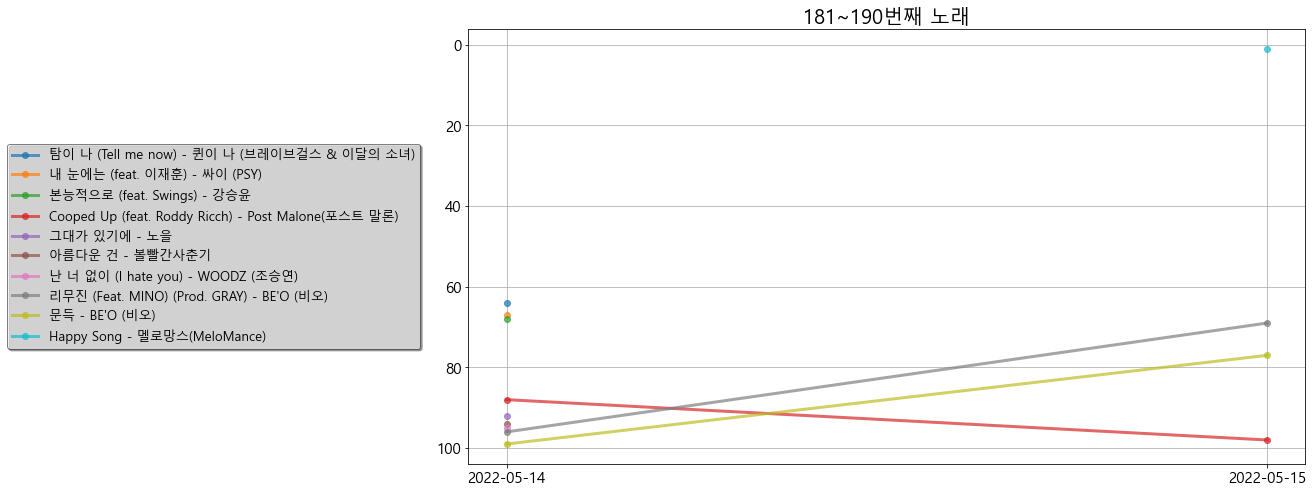 181~190번째 노래
탐이 나 (Tell me now) - 퀸이 나 (브레이브걸스 & 이달의 소녀)
내 눈에는 (feat. 이재훈) - 싸이 (PSY)
본능적으로 (feat. Swings) - 강승윤
Cooped Up (feat. Roddy Ricch) - Post Malone(포스트 말론)
그대가 있기에 - 노을
아름다운 건 - 볼빨간사춘기
난 너 없이 (I hate you) - WOODZ (조승연)
리무진 (Feat. MINO) (Prod. GRAY) - BE'O (비오)
문득 - BE'O (비오)
Happy Song - 멜로망스(MeloMance)
0
20
40
60
80
100
2022-05-14
2022-05-15